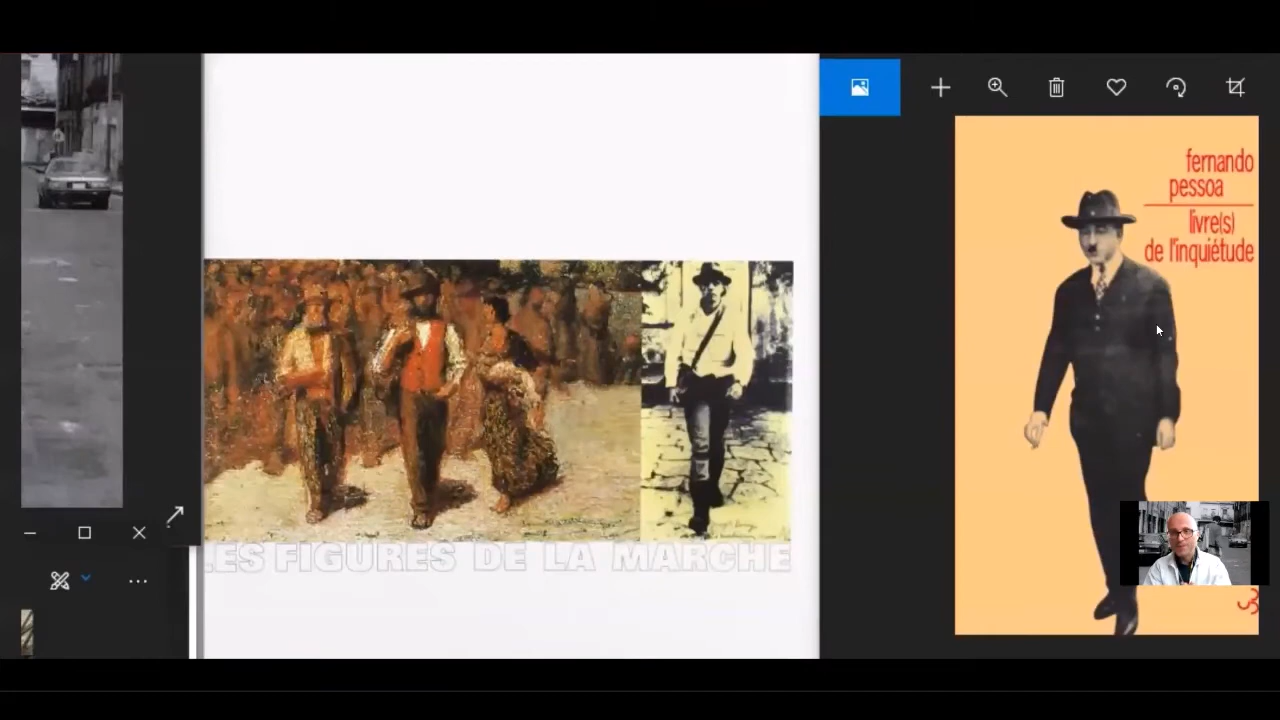 LES FIGURES DE LA MARCHE
fernando
pessoa
livre(s)
de l'inquiétude